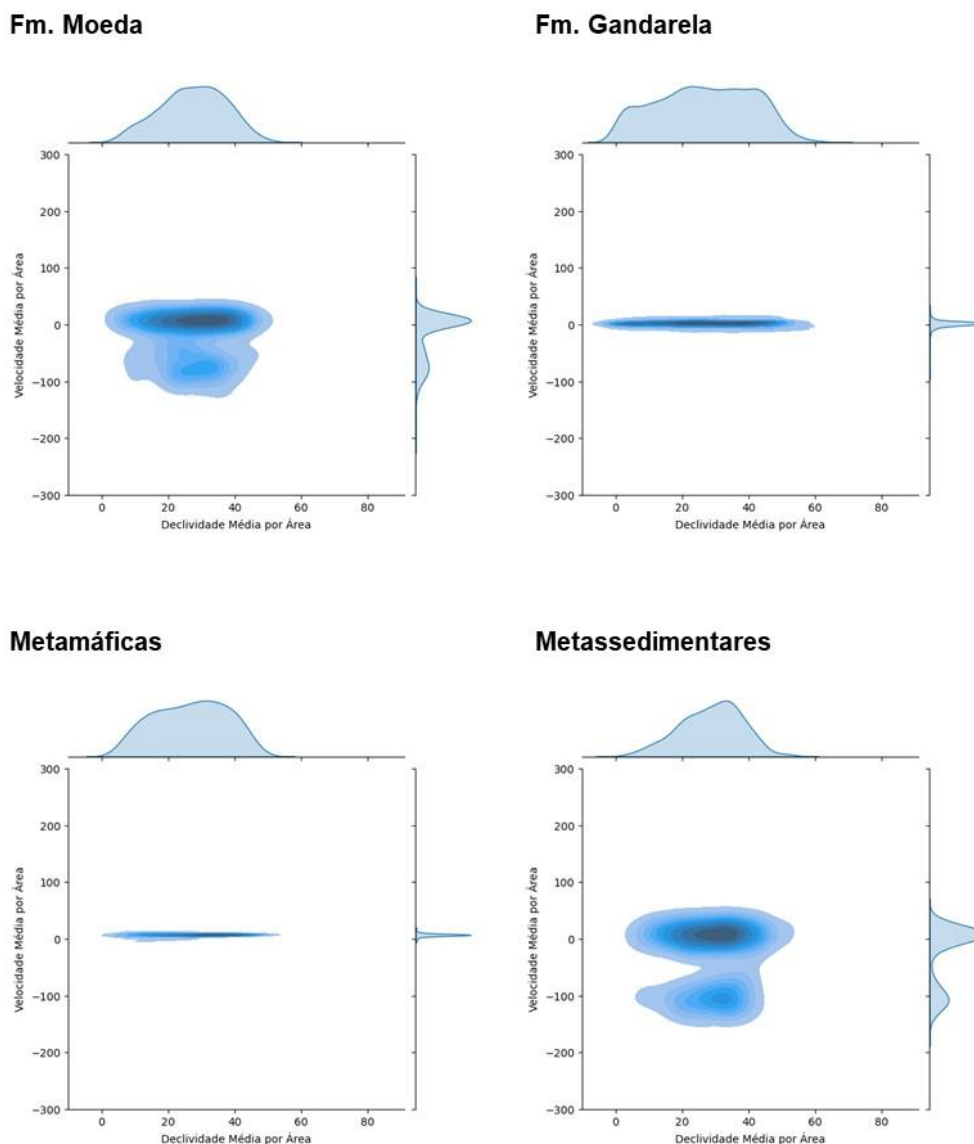 Fm. Moeda
Fm. Gandarela
300
200
100
0
−100
−200
−300
Velocidade Média por Área
0 20 40 60 80
Declividade Média por Área
300
200
100
0
−100
−200
−300
Velocidade Média por Área
0 20 40 60 80
Declividade Média por Área
Metamáficas
Metassedimentares
300
200
100
0
−100
−200
−300
Velocidade Média por Área
0 20 40 60 80
Declividade Média por Área
300
200
100
0
−100
−200
−300
Velocidade Média por Área
0 20 40 60 80
Declividade Média por Área